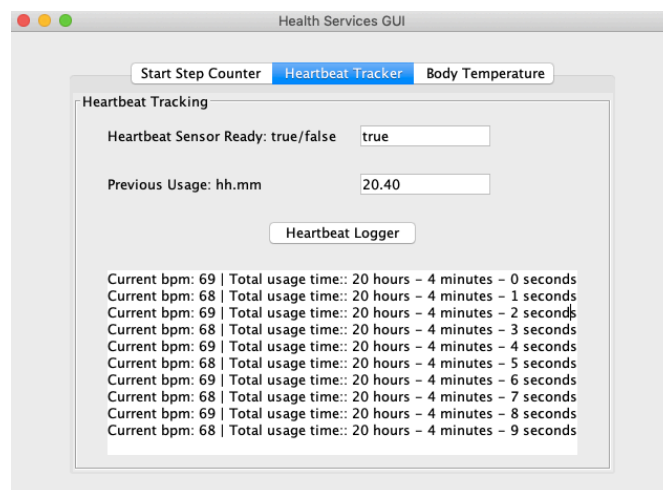 Health Services GUI
Start Step Counter Heartbeat Tracker Body Temperature
Heartbeat Tracking
Heartbeat Sensor Ready: true/false true
Previous Usage: hh.mm 20.40
Heartbeat Logger
Current bpm: 69 | Total usage time:: 20 hours – 4 minutes – 0 seconds
Current bpm: 68 | Total usage time:: 20 hours – 4 minutes – 1 seconds
Current bpm: 69 | Total usage time:: 20 hours – 4 minutes – 2 seconds
Current bpm: 68 | Total usage time:: 20 hours – 4 minutes – 3 seconds
Current bpm: 69 | Total usage time:: 20 hours – 4 minutes – 4 seconds
Current bpm: 68 | Total usage time:: 20 hours – 4 minutes – 5 seconds
Current bpm: 69 | Total usage time:: 20 hours – 4 minutes – 6 seconds
Current bpm: 68 | Total usage time:: 20 hours – 4 minutes – 7 seconds
Current bpm: 69 | Total usage time:: 20 hours – 4 minutes – 8 seconds
Current bpm: 68 | Total usage time:: 20 hours – 4 minutes – 9 seconds